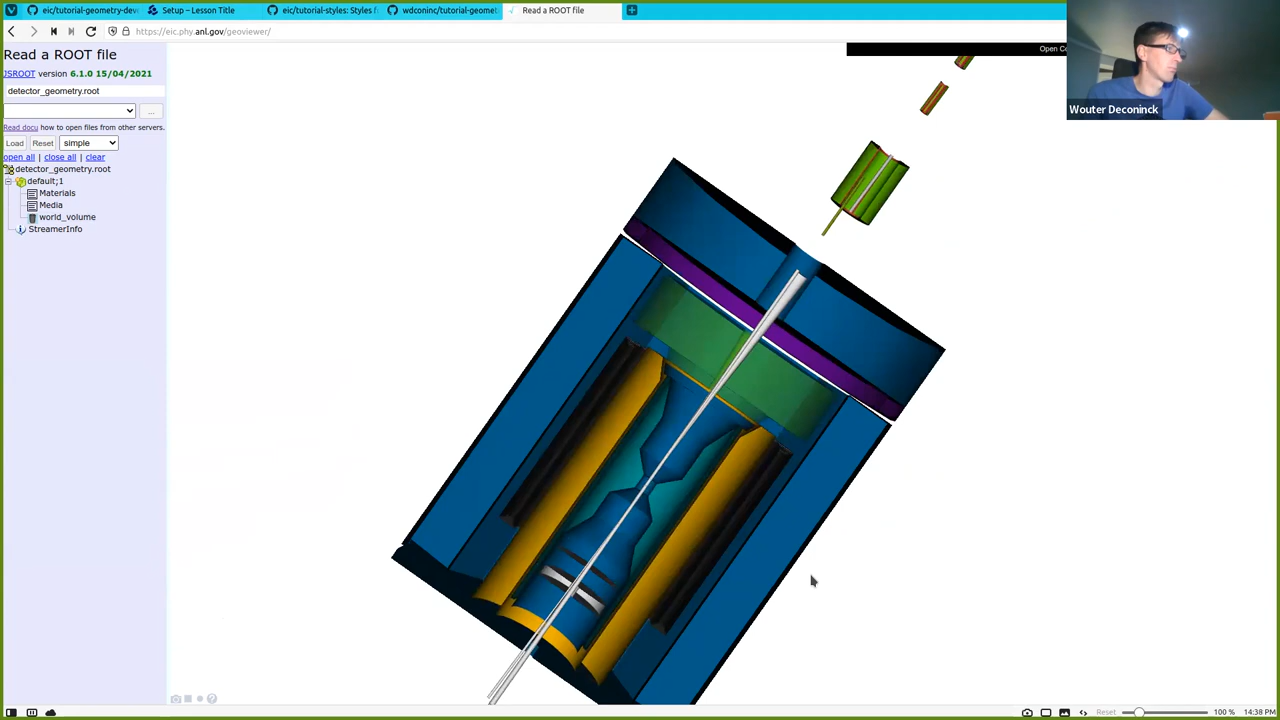 eic/tutorial-geometry-dev
Setup – Lesson Title
eic/tutorial-styles: Styles f
wdconinc/tutorial-geomet
Read a ROOT file
https://eic.phy.anl.gov/geoviewer/
Read a ROOT file
Open Co
JSROOT version 6.1.0 15/04/2021
detector_geometry.root
...
Read docu how to open files from other servers.
Load Reset simple
open all | close all | clear
detector_geometry.root
default;1
Materials
Media
world_volume
StreamerInfo
Wouter Deconinck
Reset
100 %
14:38 PM